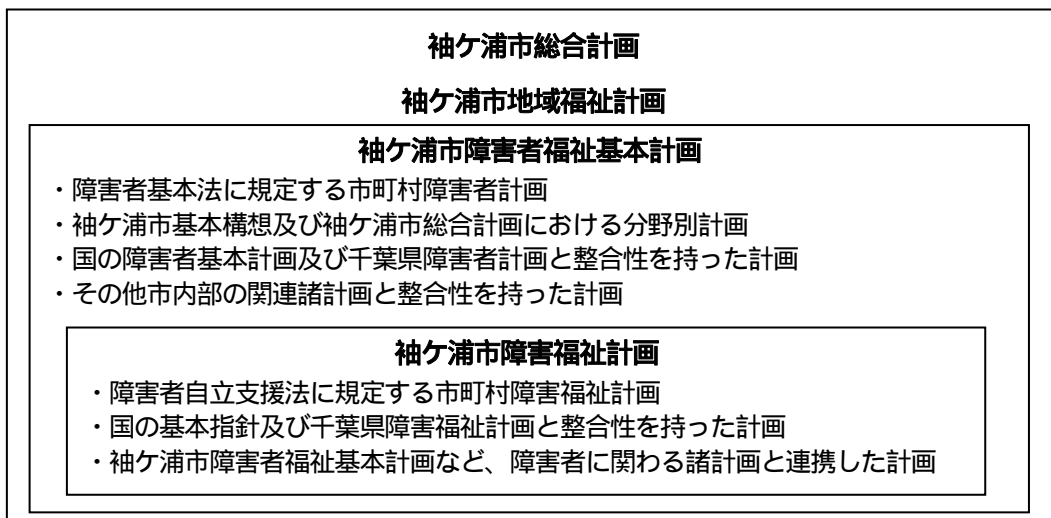 袖ケ浦市総合計画
袖ケ浦市地域福祉計画
袖ケ浦市障害者福祉基本計画
・障害者基本法に規定する市町村障害者計画
・袖ケ浦市基本構想及び袖ケ浦市総合計画における分野別計画
・国の障害者基本計画及び千葉県障害者計画と整合性を持った計画
・その他市内部の関連諸計画と整合性を持った計画
袖ケ浦市障害福祉計画
・障害者自立支援法に規定する市町村障害福祉計画
・国の基本指針及び千葉県障害福祉計画と整合性を持った計画
・袖ケ浦市障害者福祉基本計画など、障害者に関わる諸計画と連携した計画